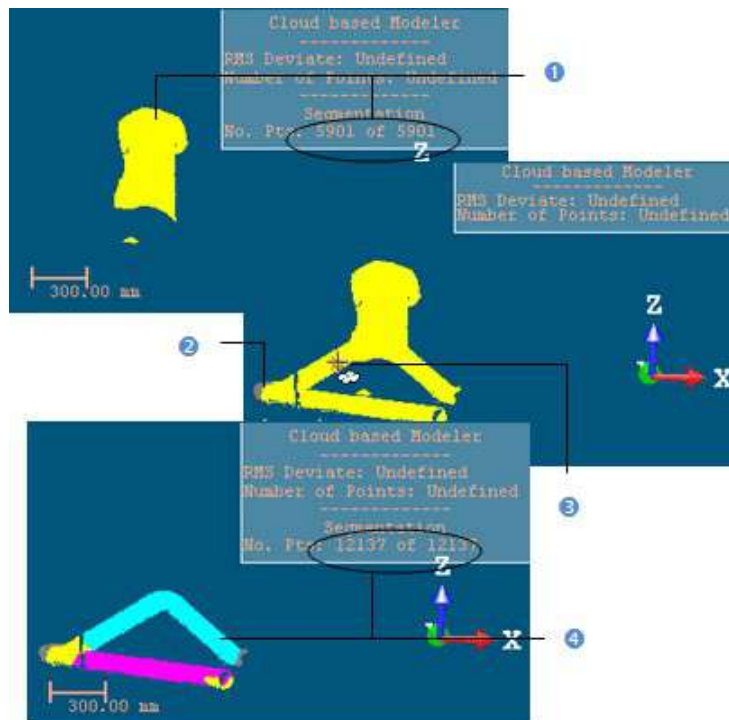 Cloud based Modeler
-------------
RMS Deviate: Undefined
Number of Points: Undefined
-------------
Segmentation
No. Pts: 5901 of 5901
Z
1
300.00 mm
Cloud based Modeler
-------------
RMS Deviate: Undefined
Number of Points: Undefined
Z
X
2
3
Cloud based Modeler
-------------
RMS Deviate: Undefined
Number of Points: Undefined
-------------
Segmentation
No. Pts: 12137 of 12137
Z
X
4
300.00 mm